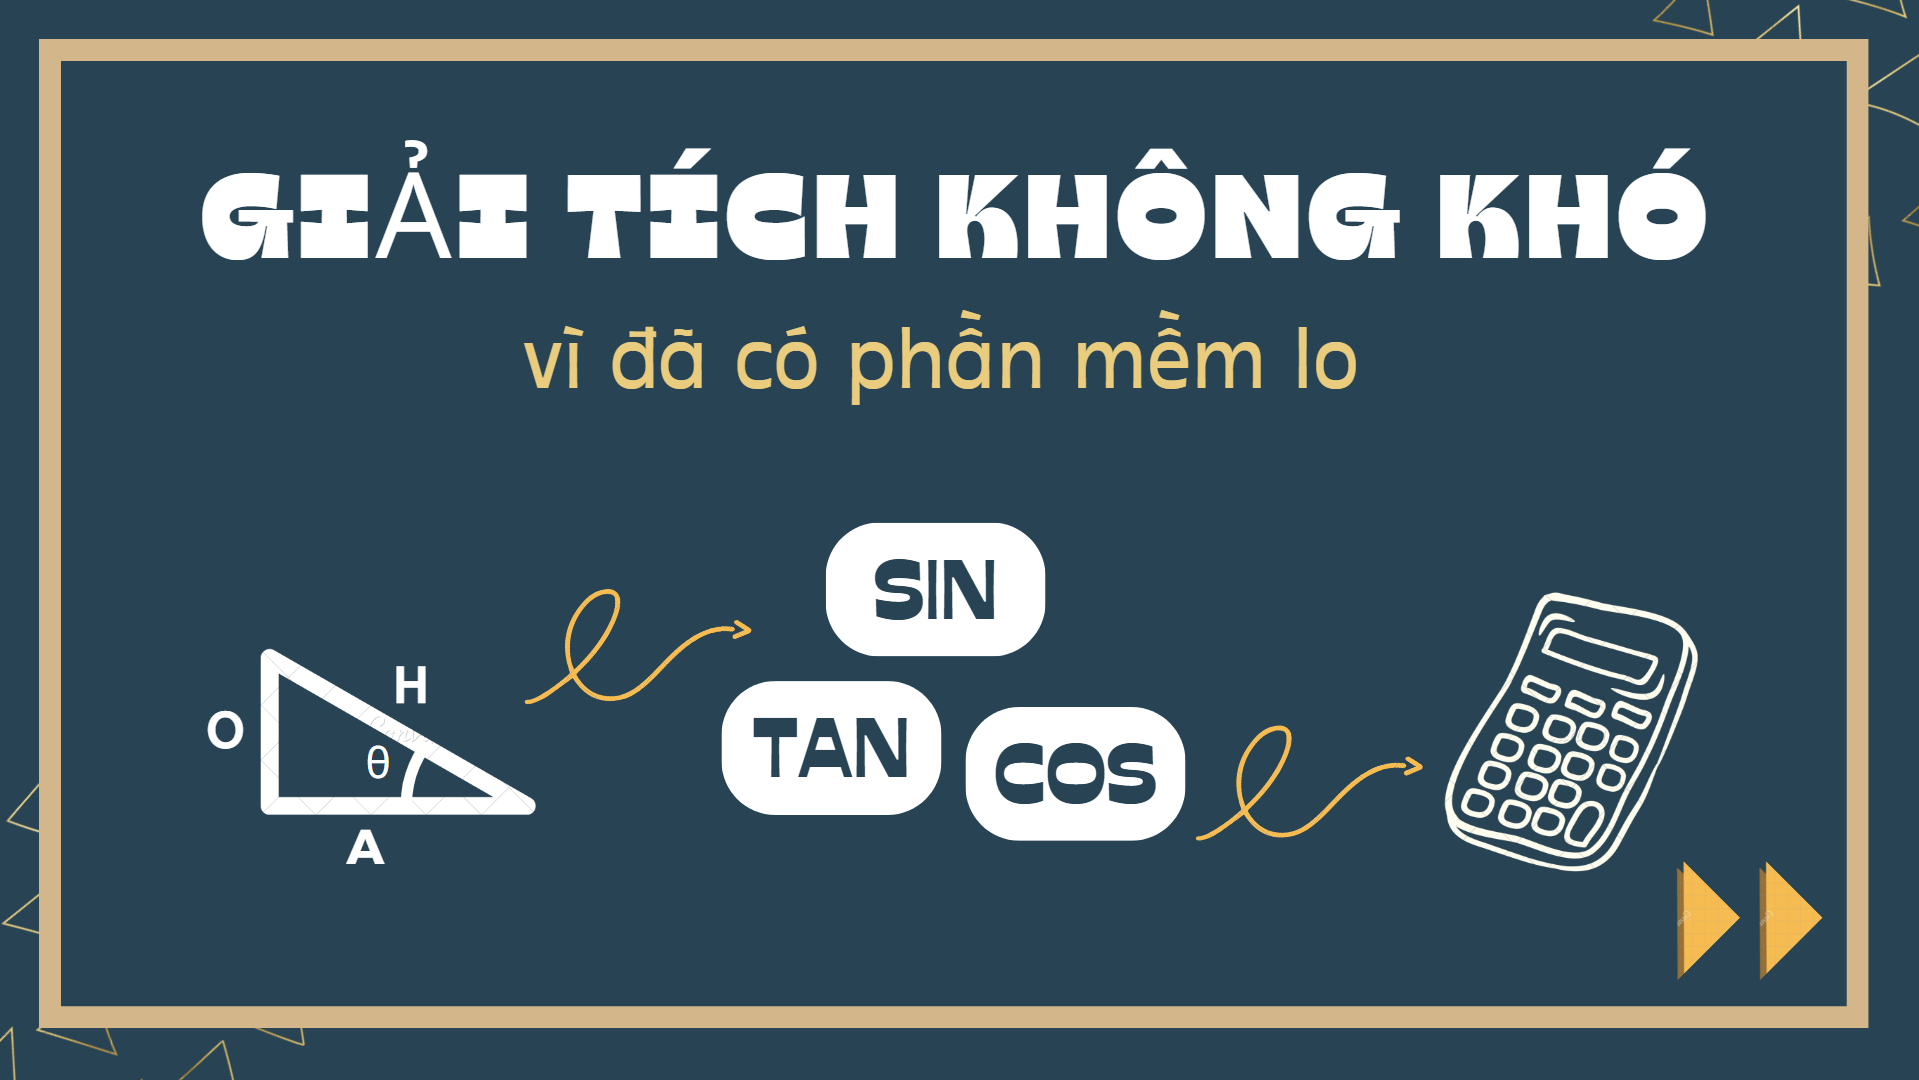 GIẢI TÍCH KHÔNG KHÓ
vì đã có phần mềm lo
SIN
H
O
θ
TAN
COS
A